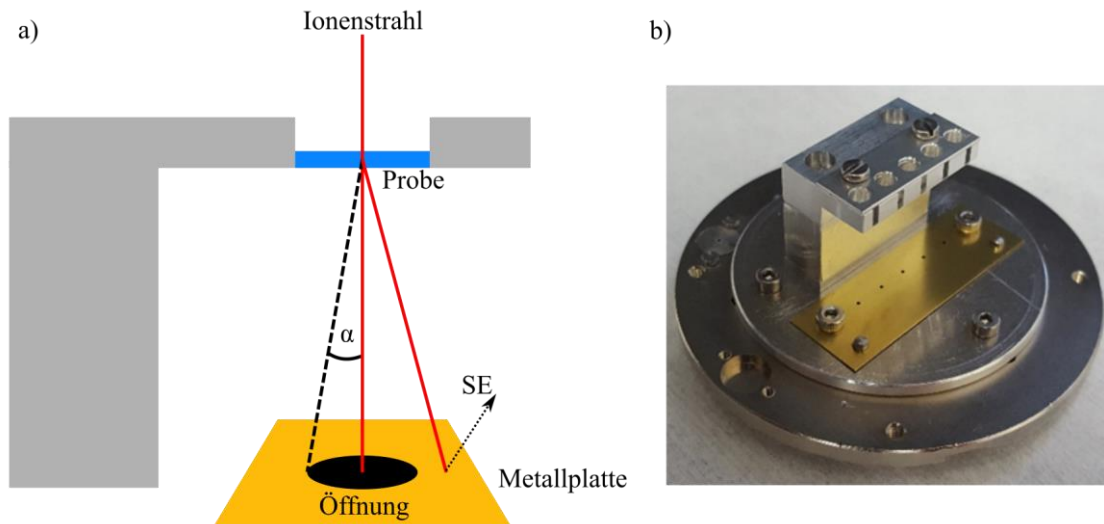 a)
Ionenstrahl
b)
Probe
α
SE
Metallplatte
Öffnung